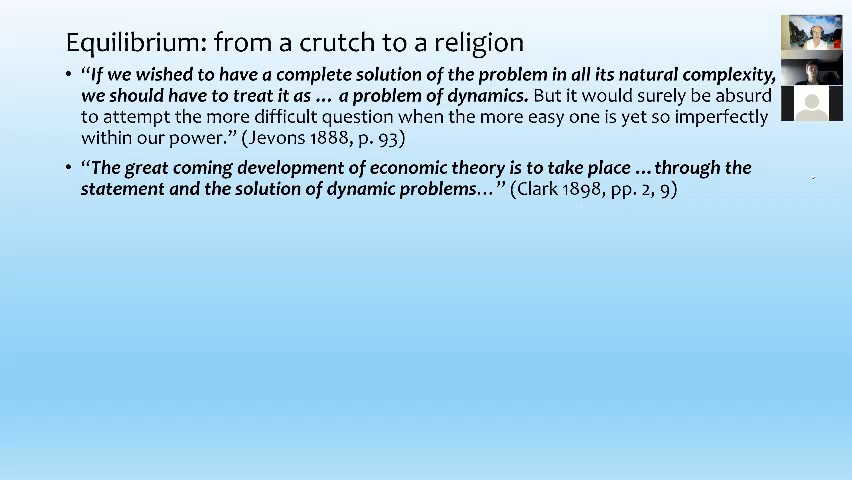 Equilibrium: from a crutch to a religion
• “If we wished to have a complete solution of the problem in all its natural complexity,
we should have to treat it as … a problem of dynamics. But it would surely be absurd
to attempt the more difficult question when the more easy one is yet so imperfectly
within our power.” (Jevons 1888, p. 93)
• “The great coming development of economic theory is to take place …through the
statement and the solution of dynamic problems…” (Clark 1898, pp. 2, 9)